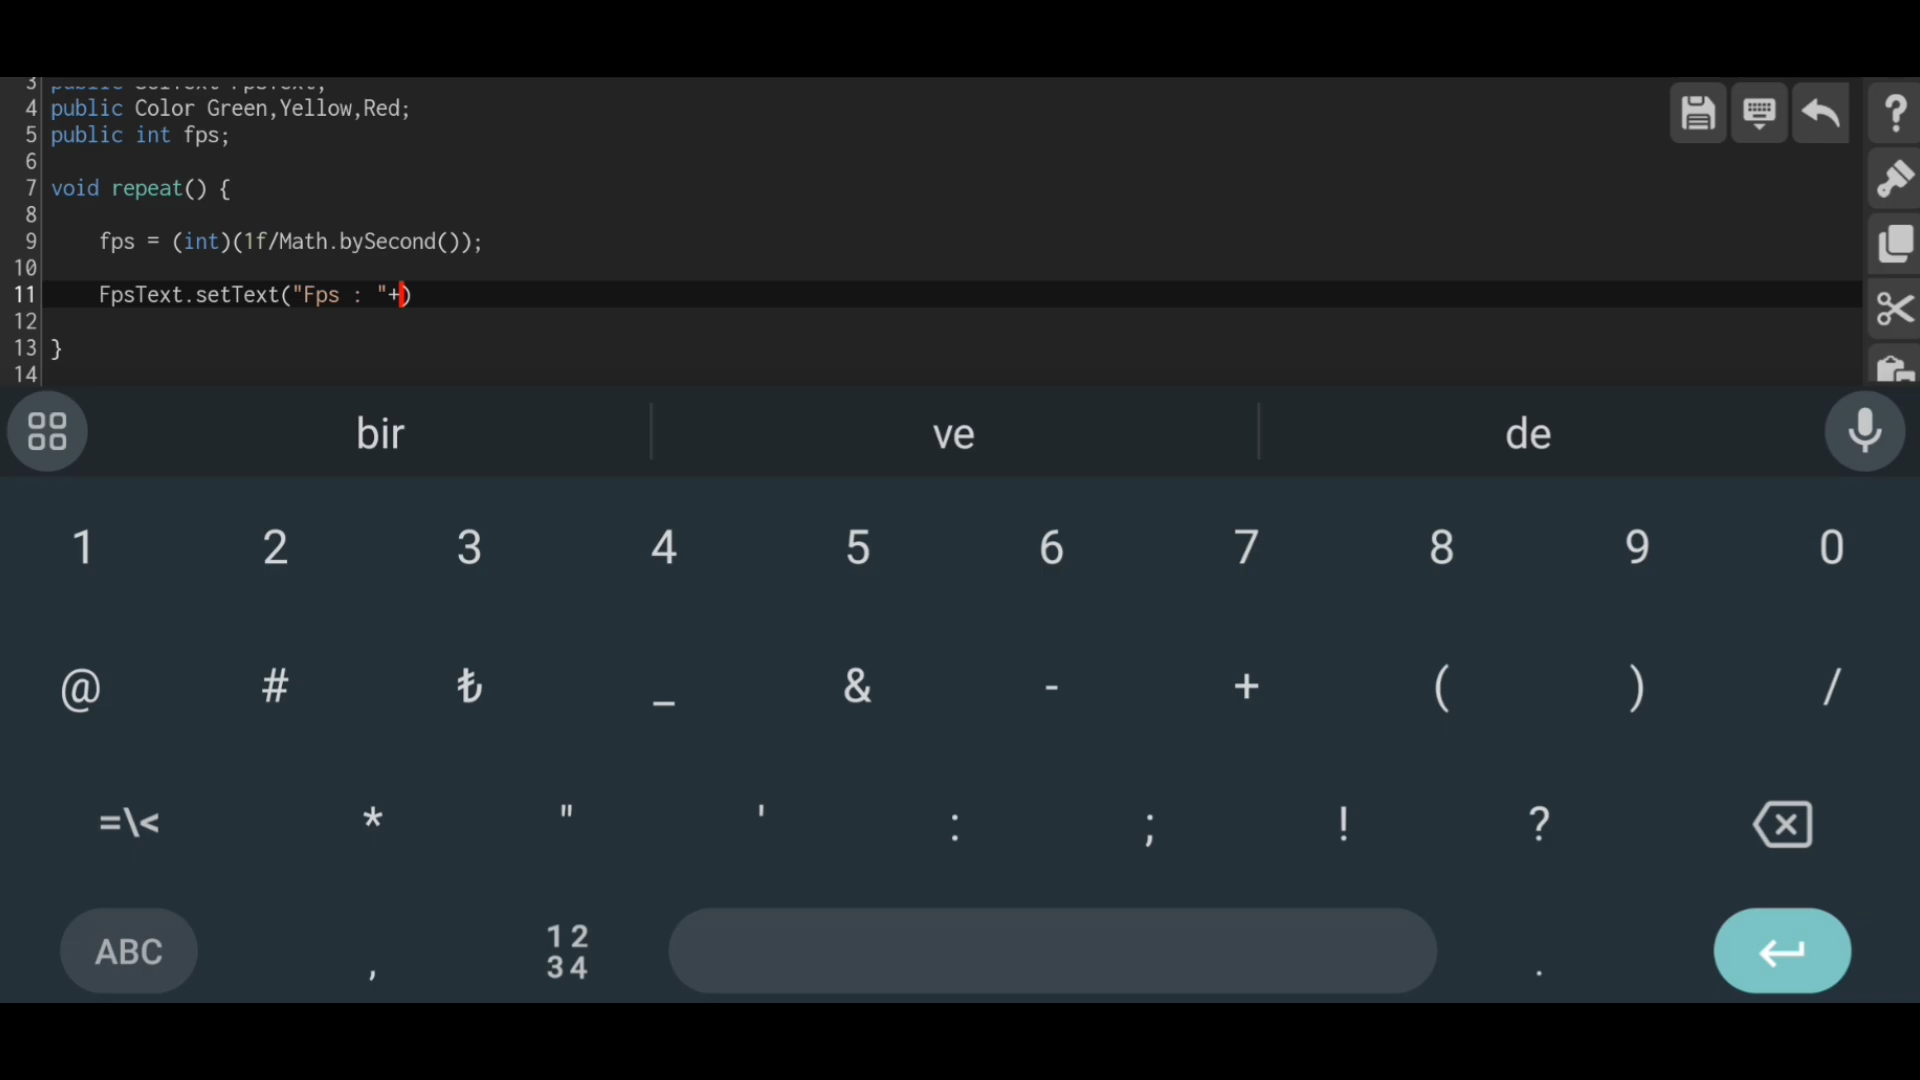 3
4 public Color Green,Yellow,Red;
5 public int fps;
6
7 void repeat() {
8
9 fps = (int)(1f/Math.bySecond());
10
11 FpsText.setText("Fps : "+)
12
13 }
14
?
bir ve de
1 2 3 4 5 6 7 8 9 0
@ # ₺ _ & - + ( ) /
=\< * " ' : ; ! ?
ABC , 12 34 .